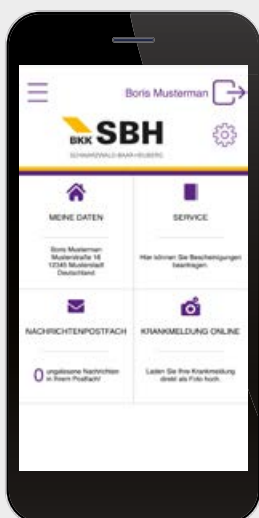 Boris Musterman
BKK SBH
SCHWARZWALD-BAAR-HEUBERG
MEINE DATEN
Boris Musterman
Musterstraße 16
12345 Musterstadt
Deutschland
SERVICE
Hier können Sie Bescheinigungen
beantragen.
NACHRICHTENPOSTFACH
0 ungelesene Nachrichten
in Ihrem Postfach!
KRANKMELDUNG ONLINE
Laden Sie Ihre Krankmeldung
direkt als Foto hoch.